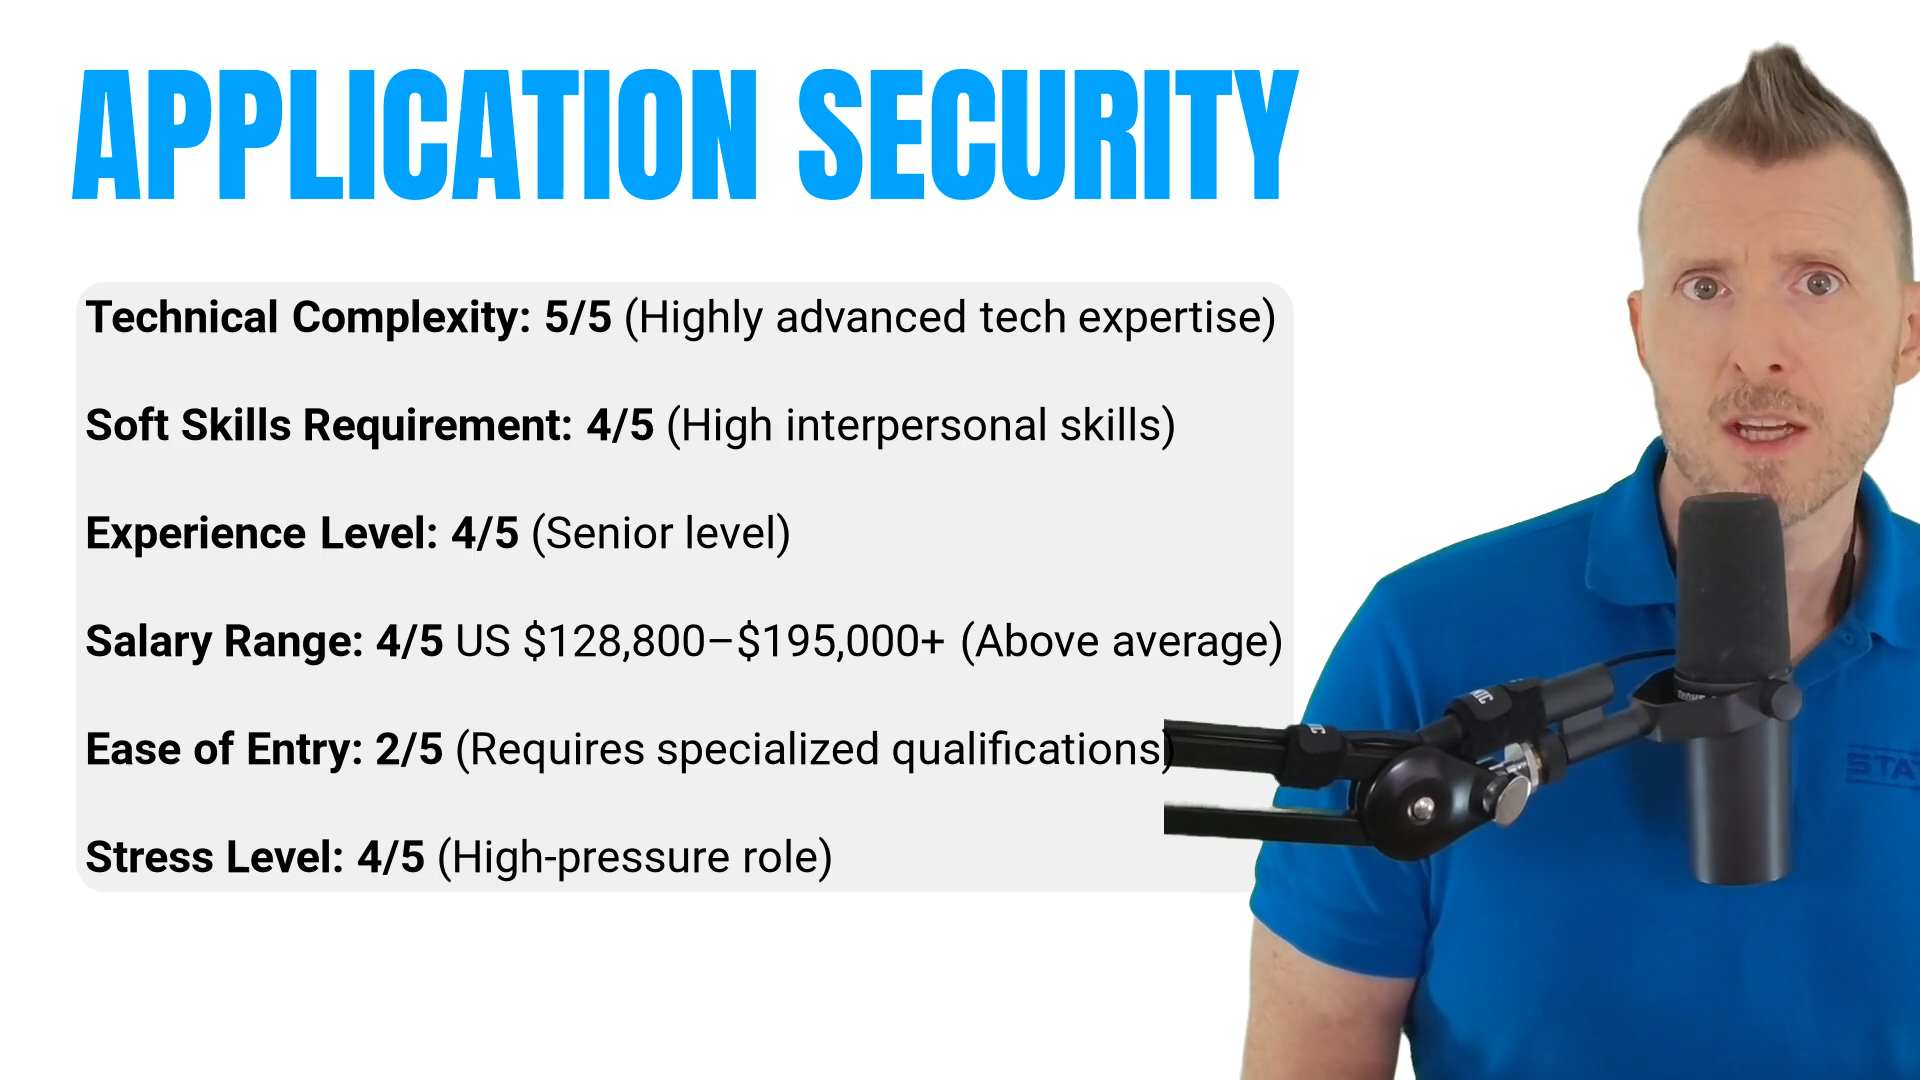 APPLICATION SECURITY
Technical Complexity: 5/5 (Highly advanced tech expertise)
Soft Skills Requirement: 4/5 (High interpersonal skills)
Experience Level: 4/5 (Senior level)
Salary Range: 4/5 US $128,800–$195,000+ (Above average)
Ease of Entry: 2/5 (Requires specialized qualifications)
Stress Level: 4/5 (High-pressure role)